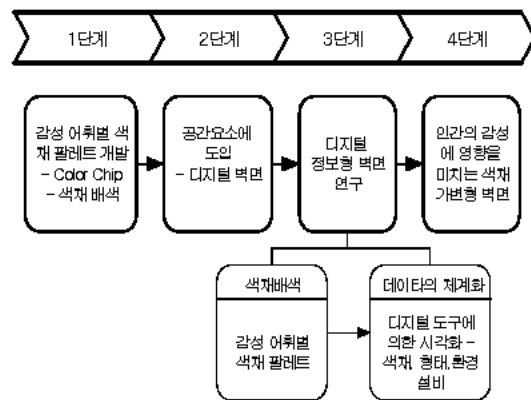 1단계
2단계
3단계
4단계
감성 어휘별 색
채 팔레트 개발
- Color Chip
- 색채 배색
공간요소에
도입
- 디지털 벽면
디지털
정보형 벽면
연구
인간의 감성
에 영향을
미치는 색채
가변형 벽면
색채배색
감성 어휘별
색채 팔레트
데이타의 체계화
디지털 도구에
의한 시각화 -
색채, 형태,환경
설비